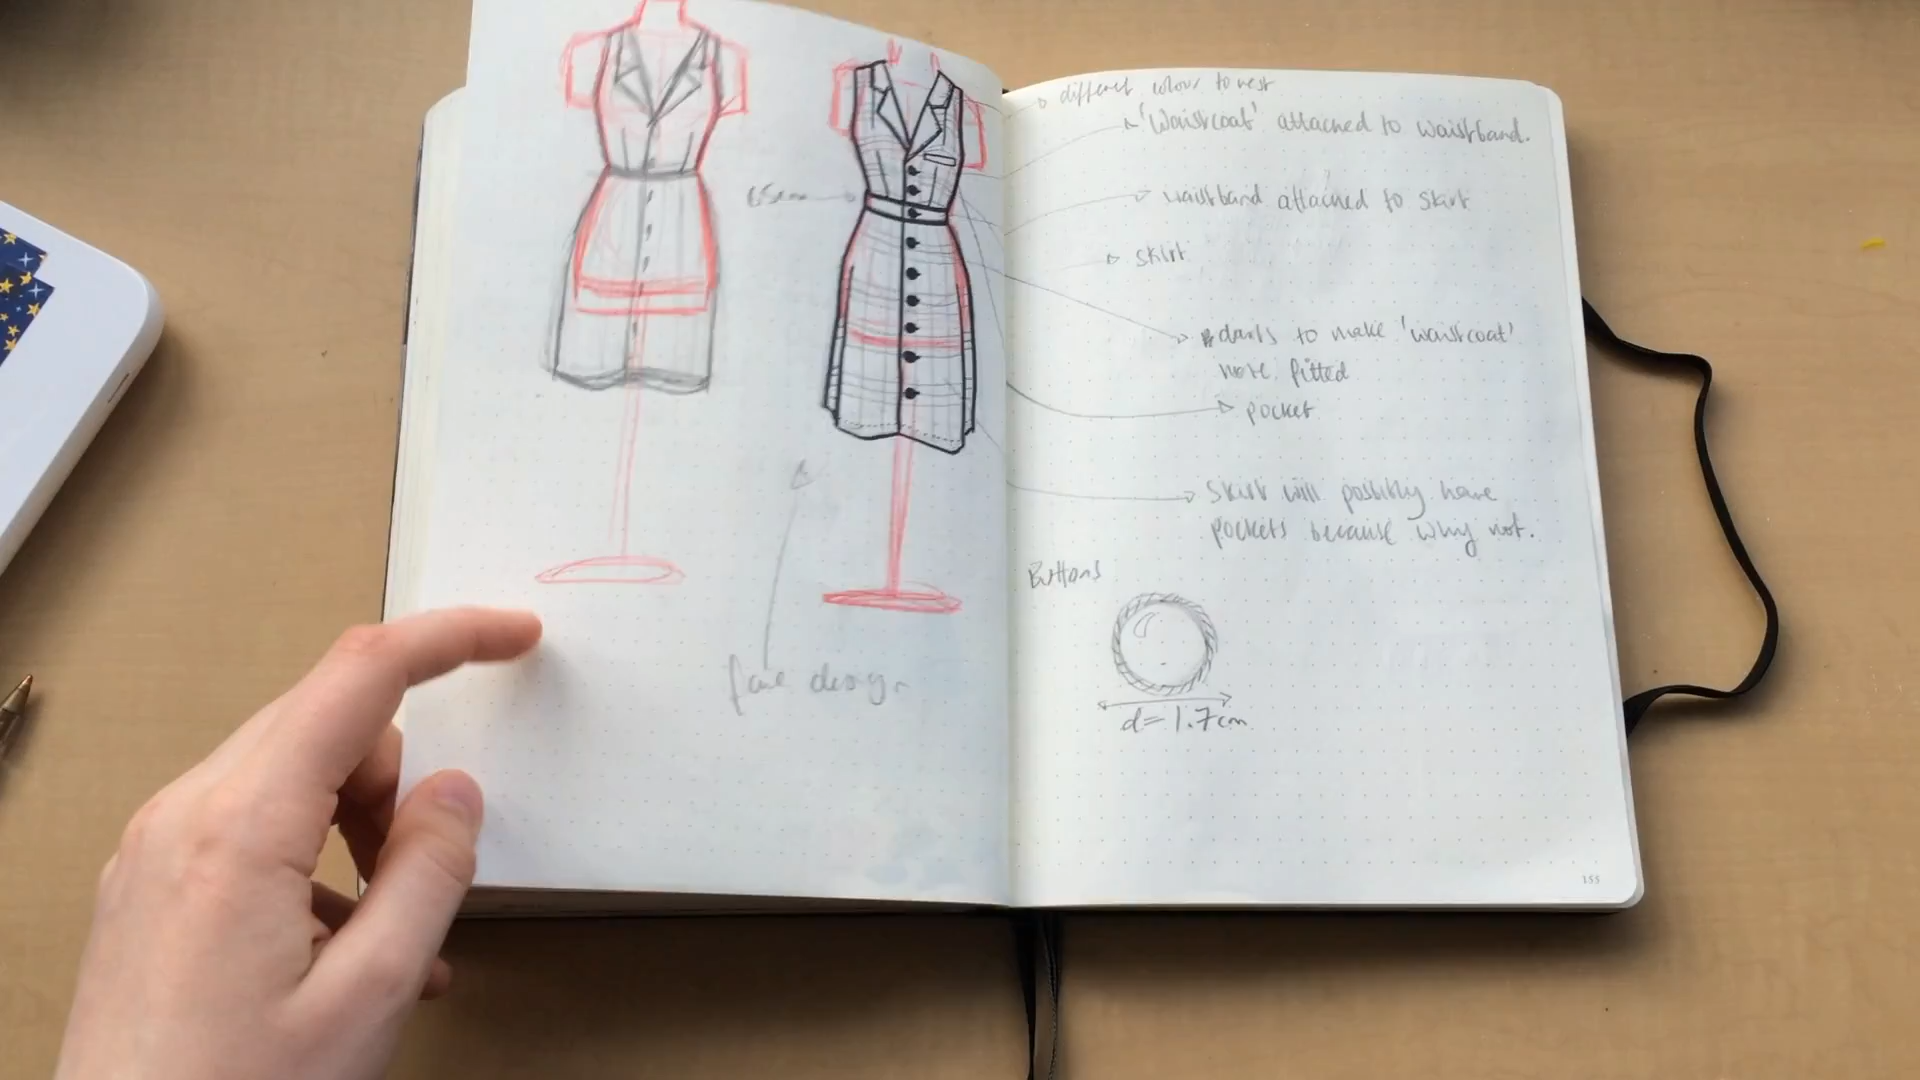 different colour to rest
'Waistcoat' attached to waistband.
waistband attached to skirt
skirt
darts to make 'waistcoat'
more fitted
pocket
Skirt will possibly have
pockets because why not.
Buttons
d=1.7cm
design
155